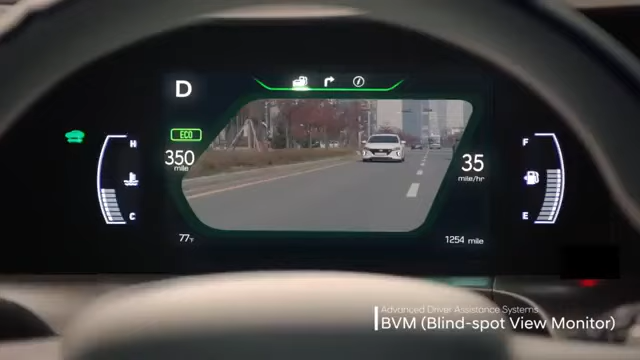 D
ECO
350
mile
35
mile/hr
H
C
F
E
77°F
1254 mile
Advanced Driver Assistance Systems
BVM (Blind-spot View Monitor)